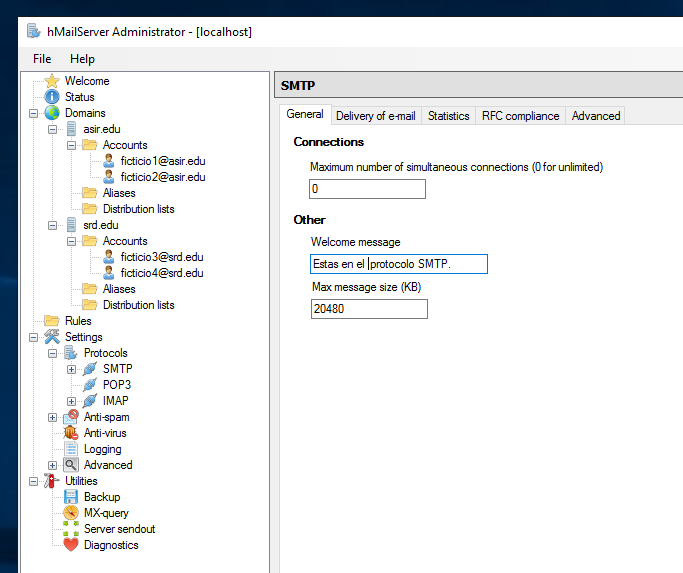 hMailServer Administrator - [localhost]
File Help
Welcome
Status
Domains
asir.edu
Accounts
ficticio1@asir.edu
ficticio2@asir.edu
Aliases
Distribution lists
srd.edu
Accounts
ficticio3@srd.edu
ficticio4@srd.edu
Aliases
Distribution lists
Rules
Settings
Protocols
SMTP
POP3
IMAP
Anti-spam
Anti-virus
Logging
Advanced
Utilities
Backup
MX-query
Server sendout
Diagnostics
SMTP
General Delivery of e-mail Statistics RFC compliance Advanced
Connections
Maximum number of simultaneous connections (0 for unlimited)
0
Other
Welcome message
Estas en el protocolo SMTP.
Max message size (KB)
20480